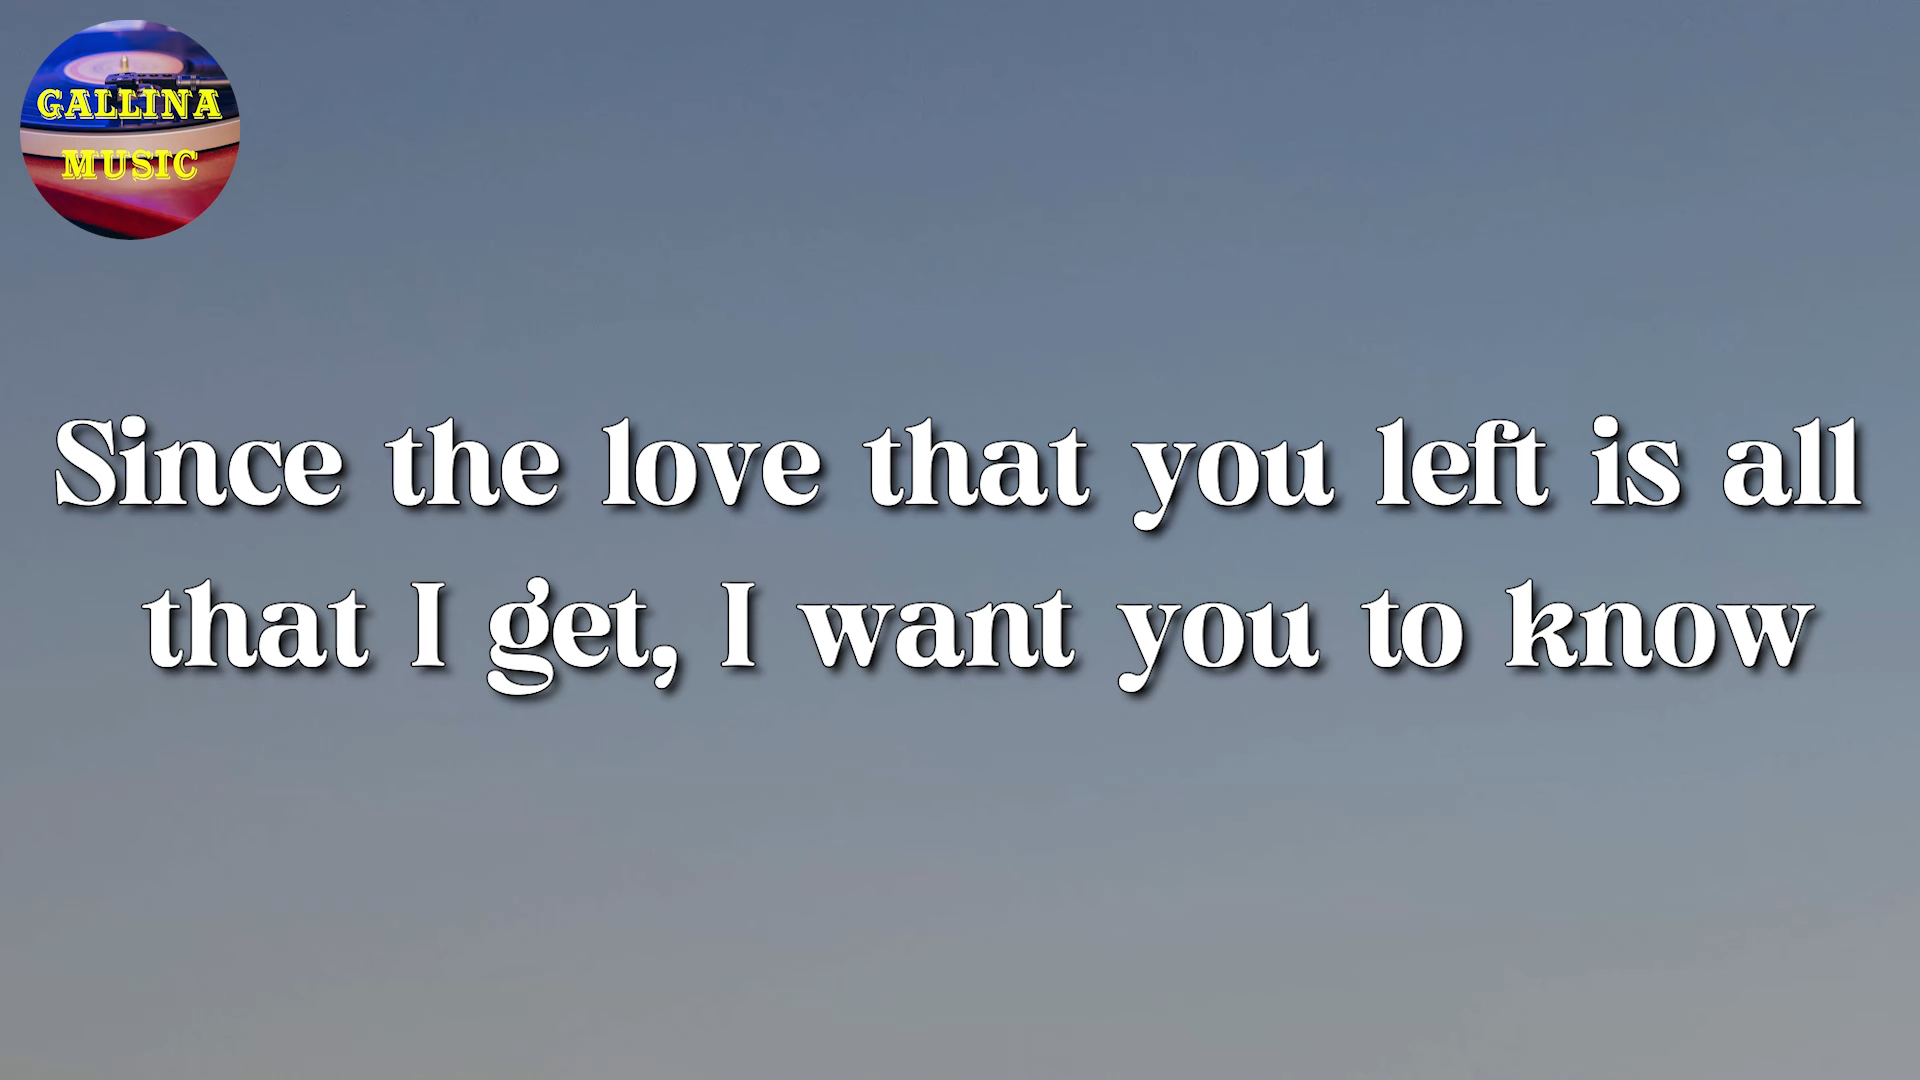 GALLINA
MUSIC
Since the love that you left is all
that I get, I want you to know